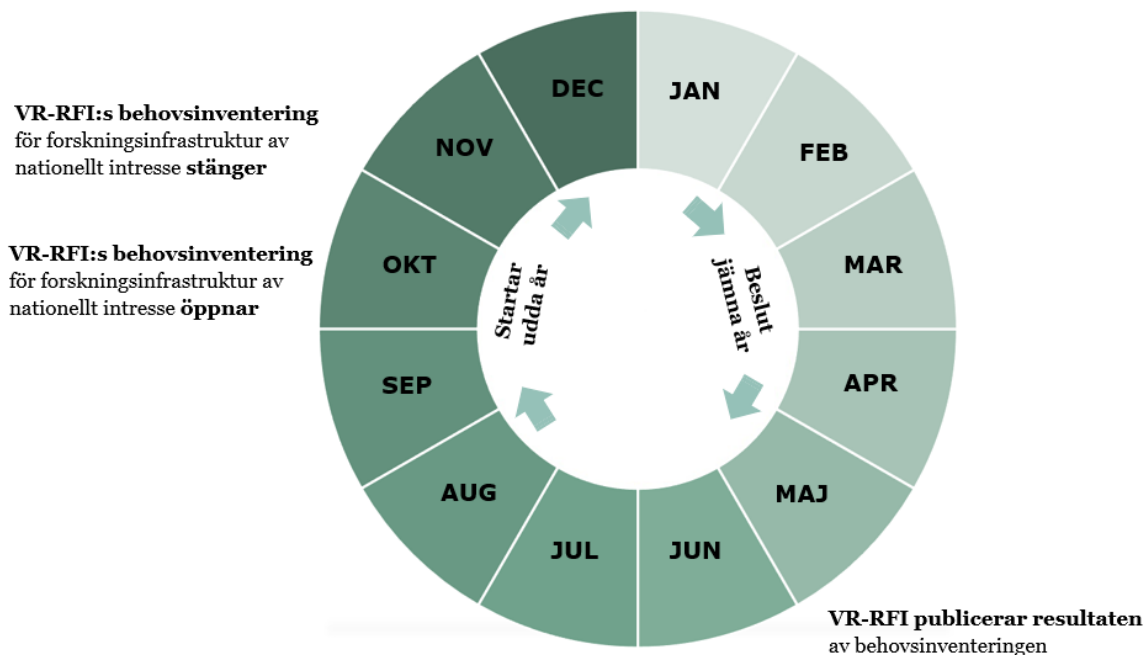 VR-RFI:s behovsinventering
för forskningsinfrastruktur av
nationellt intresse stänger
VR-RFI:s behovsinventering
för forskningsinfrastruktur av
nationellt intresse öppnar
DEC
JAN
NOV
FEB
OKT
MAR
SEP
APR
AUG
MAJ
JUL
JUN
Startar
udda år
Beslut
jämna år
VR-RFI publicerar resultaten
av behovsinventeringen